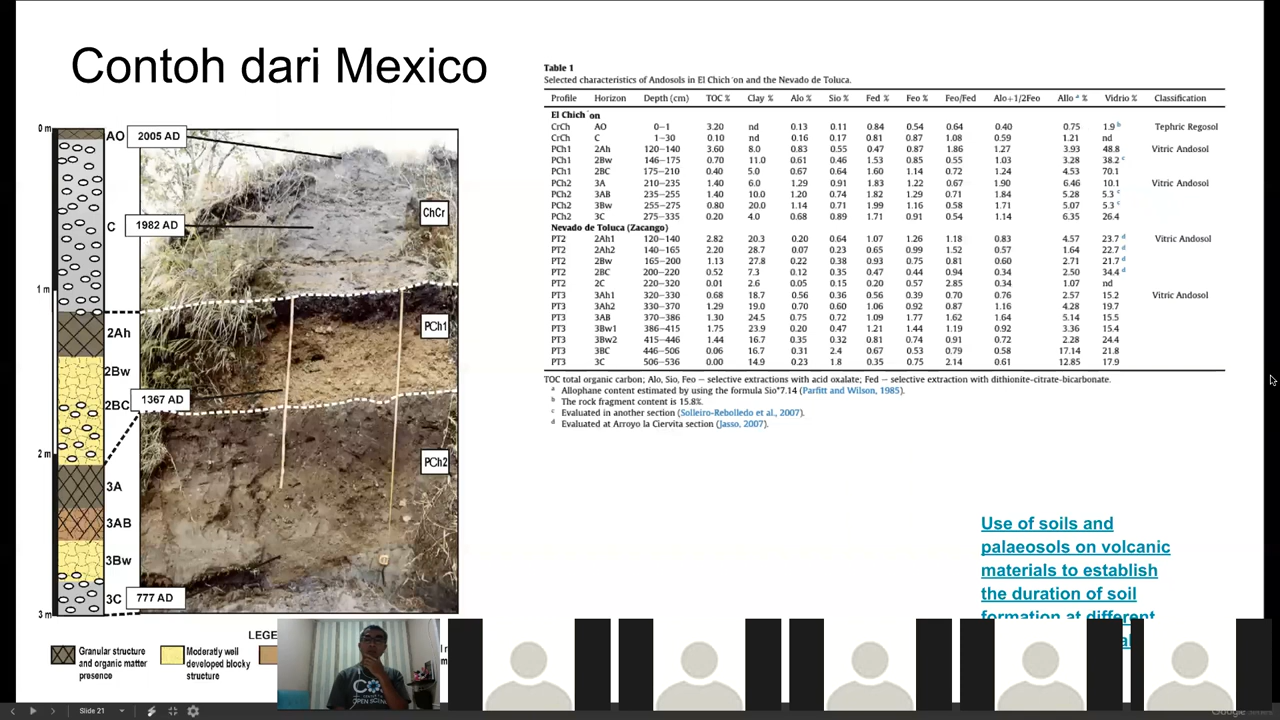 Contoh dari Mexico
0 m
AO
2005 AD
C
1982 AD
ChCr
1 m
2Ah
PCh1
2Bw
2BC
1367 AD
2 m
PCh2
3A
3AB
3Bw
3C
777 AD
3 m
Granular structure
and organic matter
presence
Moderatly well
developed blocky
structure
Table 1
Selected characteristics of Andosols in El Chich´on and the Nevado de Toluca.
Profile Horizon Depth (cm) TOC % Clay % Alo % Sio % Fed % Feo % Feo/Fed Alo+1/2Feo Allo a % Vidrio % Classification
El Chich´on
CrCh AO 0–1 3.20 nd 0.13 0.11 0.84 0.54 0.64 0.40 0.75 1.9 b Tephric Regosol
CrCh C 1–30 0.10 nd 0.16 0.17 0.81 0.87 1.08 0.59 1.21 nd
PCh1 2Ah 120–140 3.60 8.0 0.83 0.55 0.47 0.87 1.86 1.27 3.93 48.8 Vitric Andosol
PCh1 2Bw 146–175 0.70 11.0 0.61 0.46 1.53 0.85 0.55 1.03 3.28 38.2 c
PCh1 2BC 175–210 0.40 5.0 0.67 0.64 1.60 1.14 0.72 1.24 4.53 70.1
PCh2 3A 210–235 1.40 6.0 1.29 0.91 1.83 1.22 0.67 1.90 6.46 10.1 Vitric Andosol
PCh2 3AB 235–255 1.40 10.0 1.20 0.74 1.82 1.29 0.71 1.84 5.28 5.3 c
PCh2 3Bw 255–275 0.80 20.0 1.14 0.71 1.99 1.16 0.58 1.71 5.07 5.3 c
PCh2 3C 275–335 0.20 4.0 0.68 0.89 1.71 0.91 0.54 1.14 6.35 26.4
Nevado de Toluca (Zacango)
PT2 2Ah1 120–140 2.82 20.3 0.20 0.64 1.07 1.26 1.18 0.83 4.57 23.7 d Vitric Andosol
PT2 2Ah2 140–165 2.20 28.7 0.07 0.23 0.65 0.99 1.52 0.57 1.64 22.7 d
PT2 2Bw 165–200 1.13 27.8 0.22 0.38 0.93 0.75 0.81 0.60 2.71 21.7 d
PT2 2BC 200–220 0.52 7.3 0.12 0.35 0.47 0.44 0.94 0.34 2.50 34.4 d
PT2 2C 220–320 0.01 2.6 0.05 0.15 0.20 0.57 2.85 0.34 1.07 nd
PT3 3Ah1 320–330 0.68 18.7 0.56 0.36 0.56 0.39 0.70 0.76 2.57 15.2 Vitric Andosol
PT3 3Ah2 330–370 1.29 19.0 0.70 0.60 1.06 0.92 0.87 1.16 4.28 19.7
PT3 3AB 370–386 1.30 24.5 0.75 0.72 1.09 1.77 1.62 1.64 5.14 15.5
PT3 3Bw1 386–415 1.75 23.9 0.20 0.47 1.21 1.44 1.19 0.92 3.36 15.4
PT3 3Bw2 415–446 1.44 16.7 0.35 0.32 0.81 0.74 0.91 0.72 2.28 24.4
PT3 3BC 446–506 0.06 16.7 0.31 2.4 0.67 0.53 0.79 0.58 17.14 21.8
PT3 3C 506–536 0.00 14.9 0.23 1.8 0.35 0.75 2.14 0.61 12.85 17.9
TOC total organic carbon; Alo, Sio, Feo – selective extractions with acid oxalate; Fed – selective extraction with dithionite-citrate-bicarbonate.
a Allophane content estimated by using the formula Sio*7.14 (Parfitt and Wilson, 1985).
b The rock fragment content is 15.8%.
c Evaluated in another section (Solleiro-Rebolledo et al., 2007).
d Evaluated at Arroyo la Ciervita section (Jasso, 2007).
Use of soils and
palaeosols on volcanic
materials to establish
the duration of soil
formation at different
OPEN
Slide 21